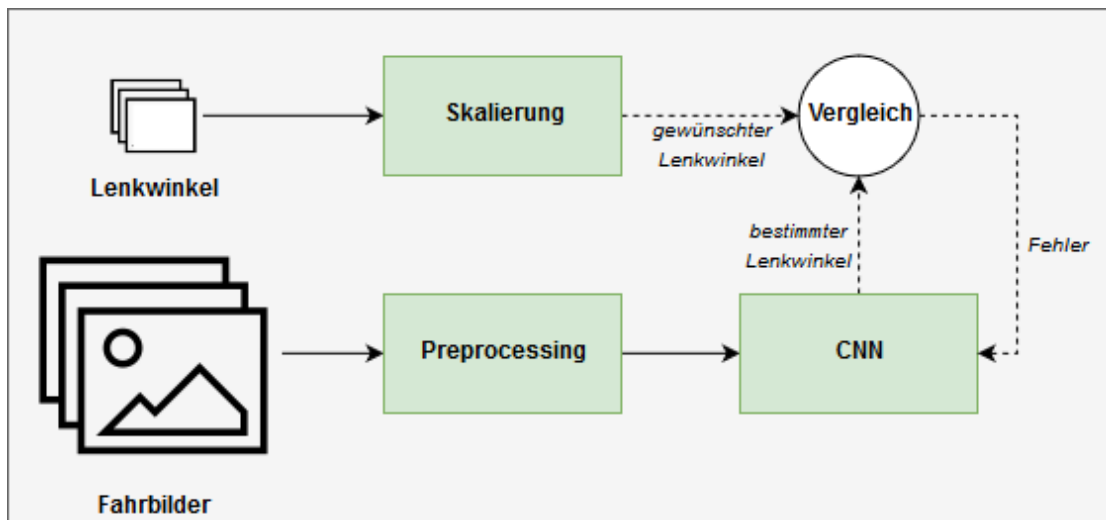 Skalierung
Vergleich
gewünschter
Lenkwinkel
Lenkwinkel
bestimmter
Lenkwinkel
Fehler
Preprocessing
CNN
Fahrbilder